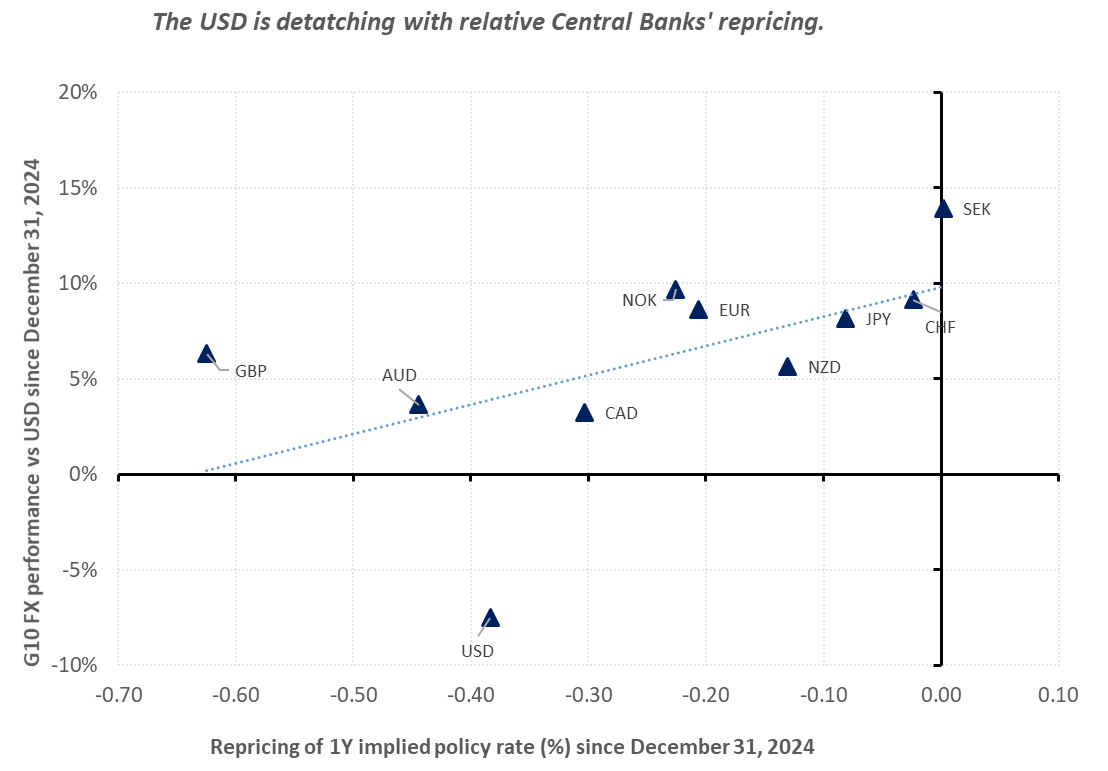 The USD is detatching with relative Central Banks' repricing.
G10 FX performance vs USD since December 31, 2024
20%
15%
10%
5%
0%
-5%
-10%
SEK
NOK
EUR
JPY
CHF
GBP
AUD
NZD
CAD
USD
-0.70
-0.60
-0.50
-0.40
-0.30
-0.20
-0.10
0.00
0.10
Repricing of 1Y implied policy rate (%) since December 31, 2024